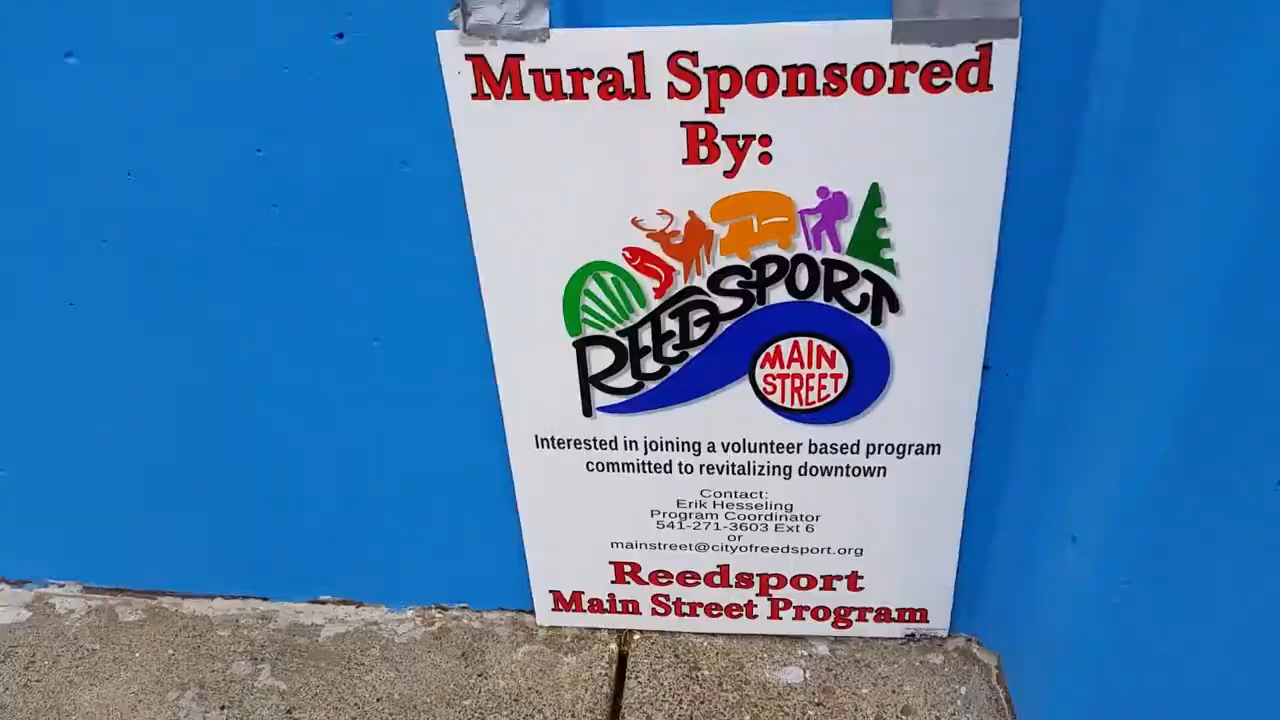 Mural Sponsored
By:
REEDSPORT
MAIN
STREET
Interested in joining a volunteer based program
committed to revitalizing downtown
Contact:
Erik Hesseling
Program Coordinator
541-271-3603 Ext 6
or
mainstreet@cityofreedsport.org
Reedsport
Main Street Program